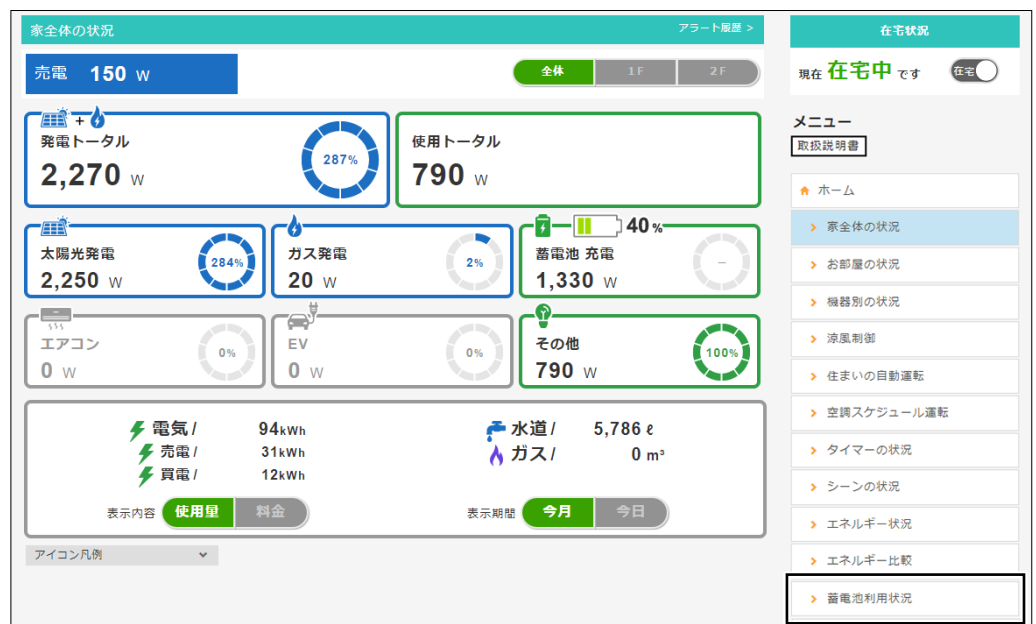 家全体の状況
アラート履歴 >
売電 150 W
全体 1F 2F
+
発電トータル
2,270 W
287%
使用トータル
790 W
太陽光発電
2,250 W
284%
ガス発電
20 W
2%
40%
蓄電池 充電
1,330 W
–
エアコン
0 W
0%
EV
0 W
0%
その他
790 W
100%
電気 / 94kWh
売電 / 31kWh
買電 / 12kWh
表示内容 使用量 料金
水道 / 5,786 ℓ
ガス / 0 m³
表示期間 今月 今日
アイコン凡例
在宅状況
現在 在宅中 です 在宅
メニュー
取扱説明書
ホーム
家全体の状況
お部屋の状況
機器別の状況
涼風制御
住まいの自動運転
空調スケジュール運転
タイマーの状況
シーンの状況
エネルギー状況
エネルギー比較
蓄電池利用状況